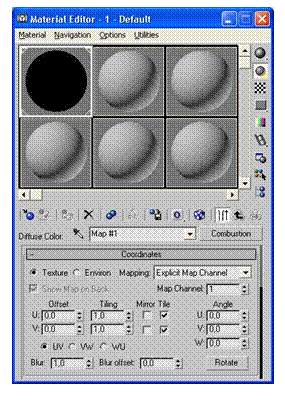 Material Editor - 1 - Default
Material Navigation Options Utilities
Diffuse Color: Map #1 Combustion
- Coordinates
Texture Environ Mapping: Explicit Map Channel
Show Map on Back Map Channel: 1
Offset Tiling Mirror Tile Angle
U: 0,0 1,0 U: 0,0
V: 0,0 1,0 V: 0,0
UV VW WU W: 0,0
Blur: 1,0 Blur offset: 0,0 Rotate